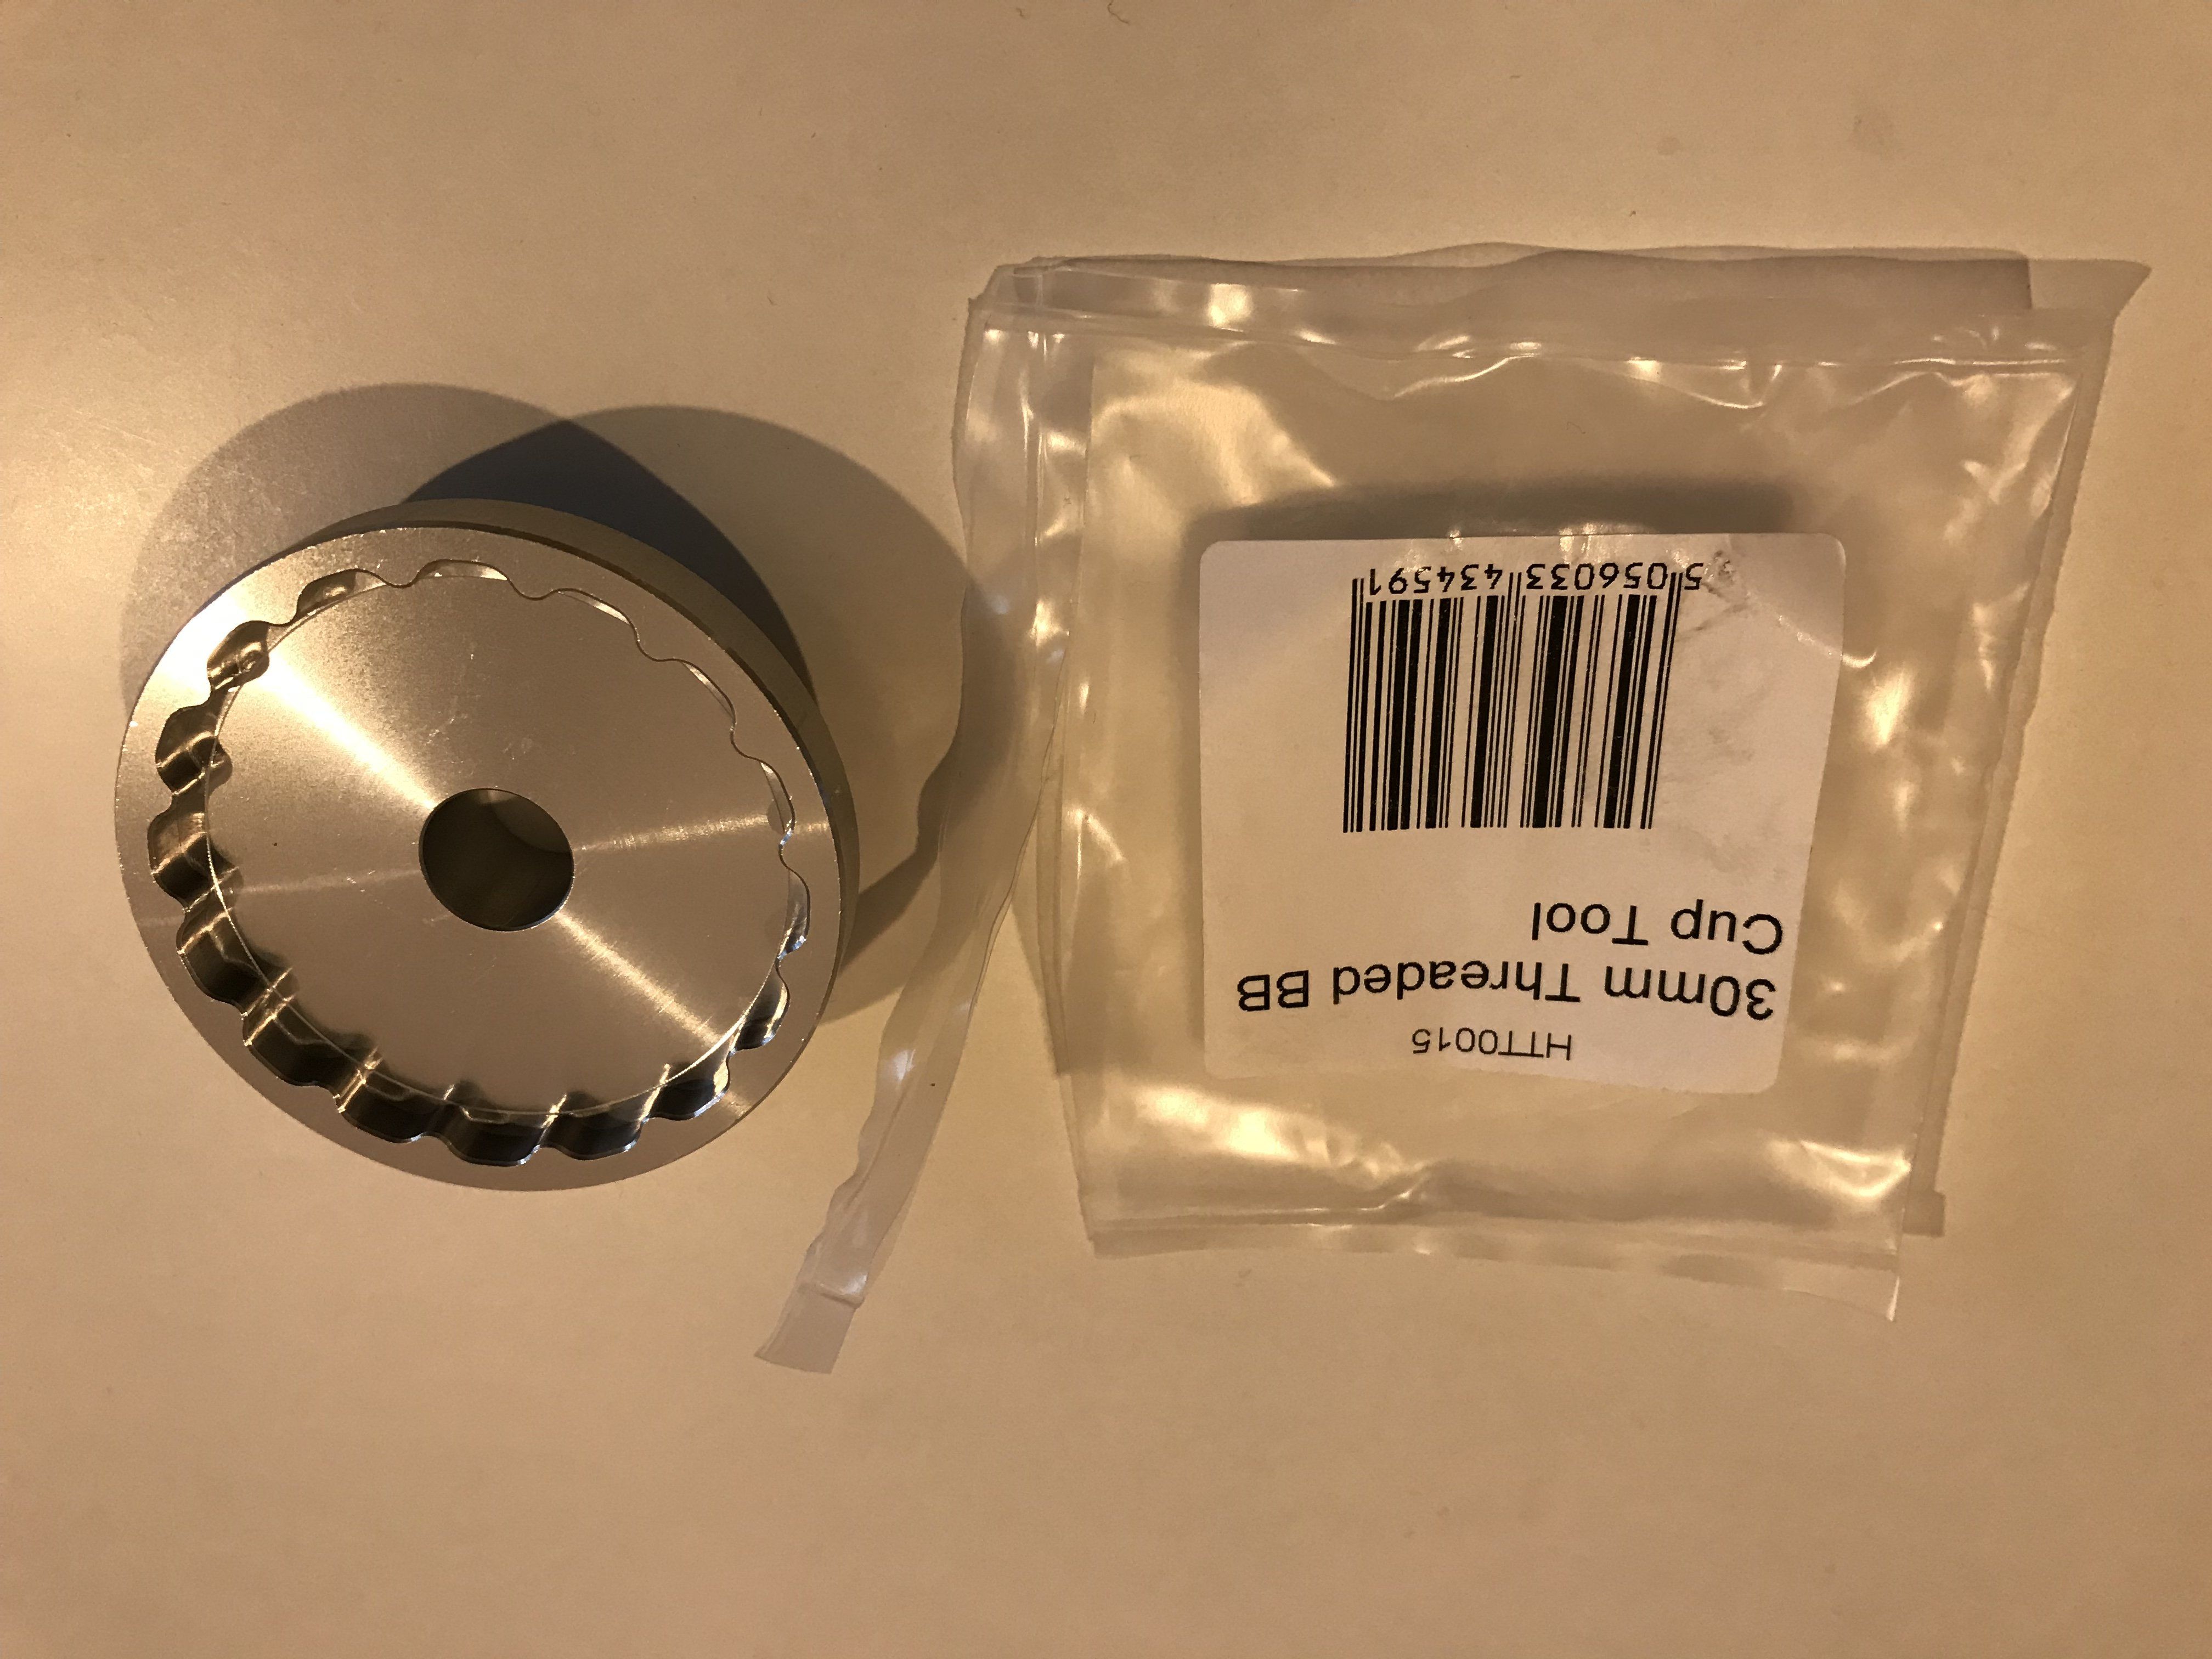 HTT0015
30mm Threaded BB
Cup Tool
5 056033 434591